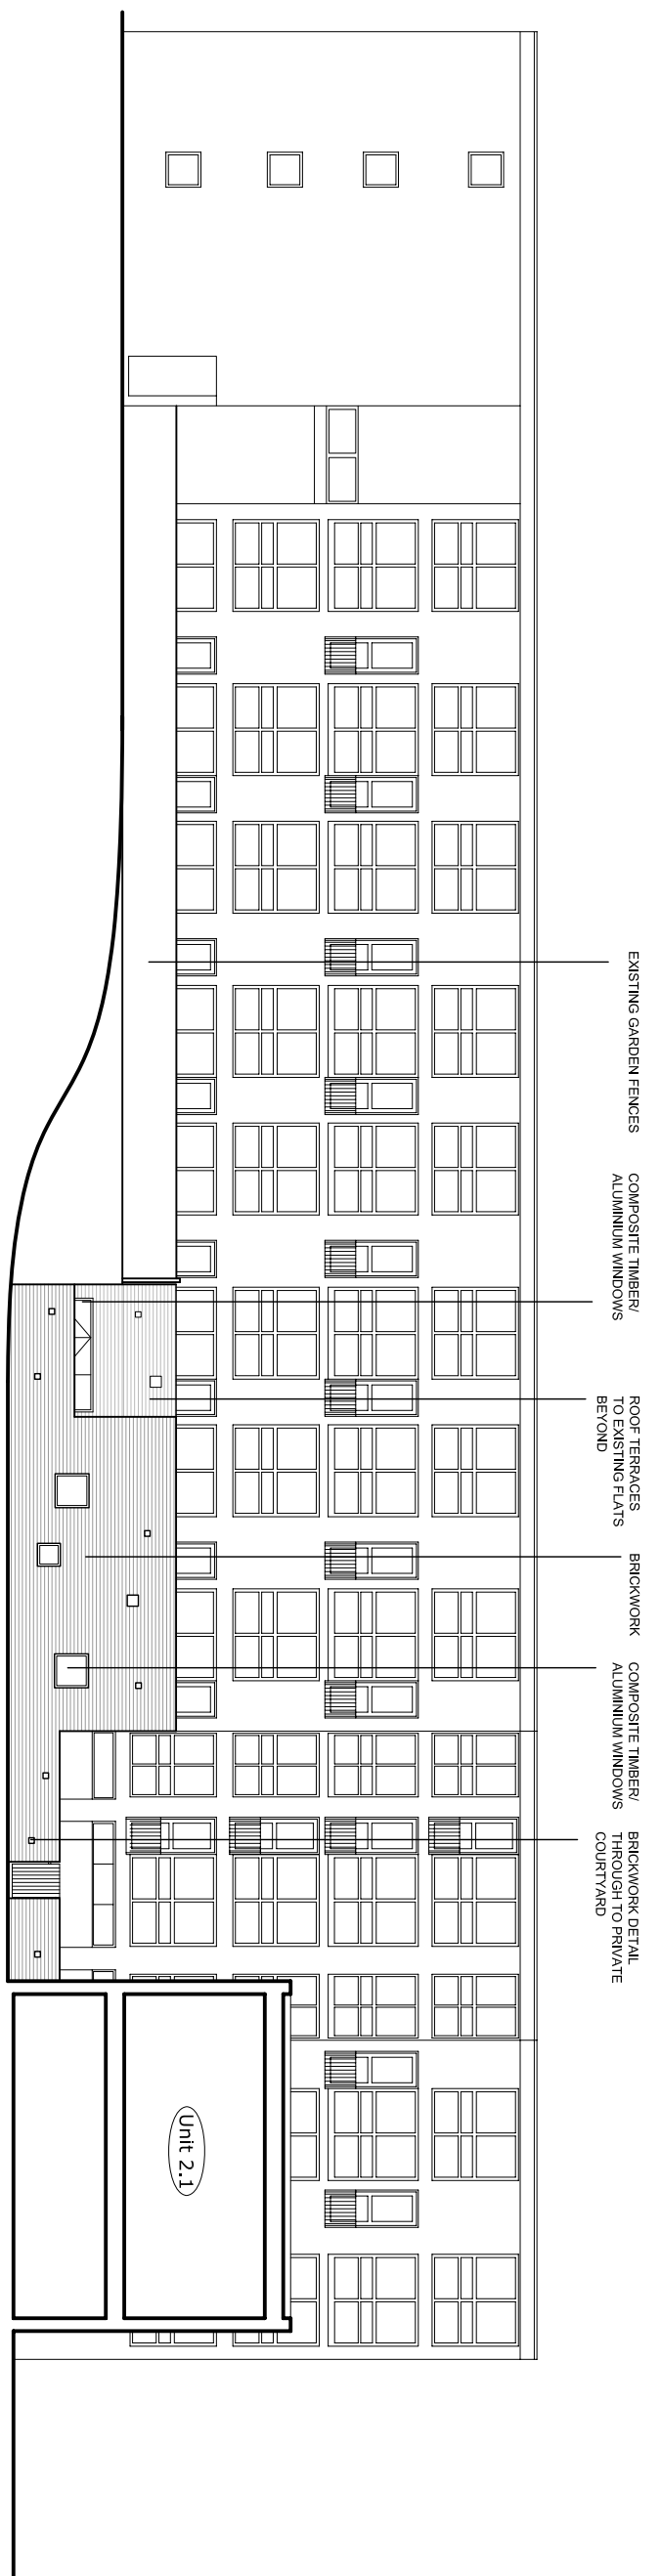 EXISTING GARDEN FENCES
COMPOSITE TIMBER/
ALUMINIUM WINDOWS
ROOF TERRACES
TO EXISTING FLATS
BEYOND
BRICKWORK
COMPOSITE TIMBER/
ALUMINIUM WINDOWS
BRICKWORK DETAIL
THROUGH TO PRIVATE
COURTYARD
Unit 2.1